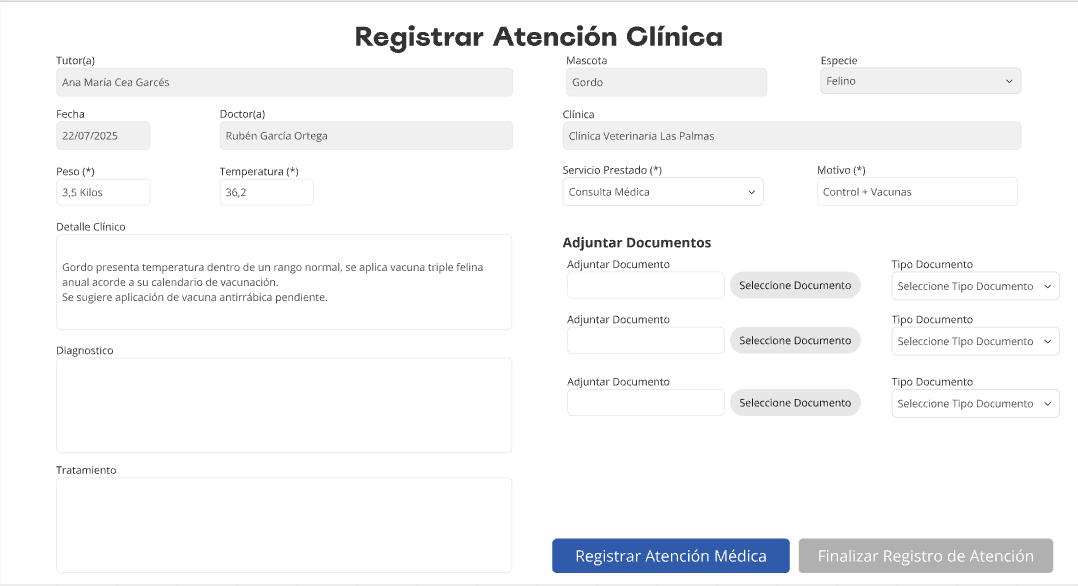 Registrar Atención Clínica
Tutor(a)
Mascota
Especie
Ana María Cea Garcés
Gordo
Felino
Fecha
Doctor(a)
Clínica
22/07/2025
Rubén García Ortega
Clínica Veterinaria Las Palmas
Peso (*)
Temperatura (*)
Servicio Prestado (*)
Motivo (*)
3,5 Kilos
36,2
Consulta Médica
Control + Vacunas
Detalle Clínico
Gordo presenta temperatura dentro de un rango normal, se aplica vacuna triple felina
anual acorde a su calendario de vacunación.
Se sugiere aplicación de vacuna antirrábica pendiente.
Adjuntar Documentos
Adjuntar Documento
Tipo Documento
Seleccione Documento
Seleccione Tipo Documento
Adjuntar Documento
Tipo Documento
Seleccione Documento
Seleccione Tipo Documento
Adjuntar Documento
Tipo Documento
Seleccione Documento
Seleccione Tipo Documento
Diagnostico
Tratamiento
Registrar Atención Médica
Finalizar Registro de Atención